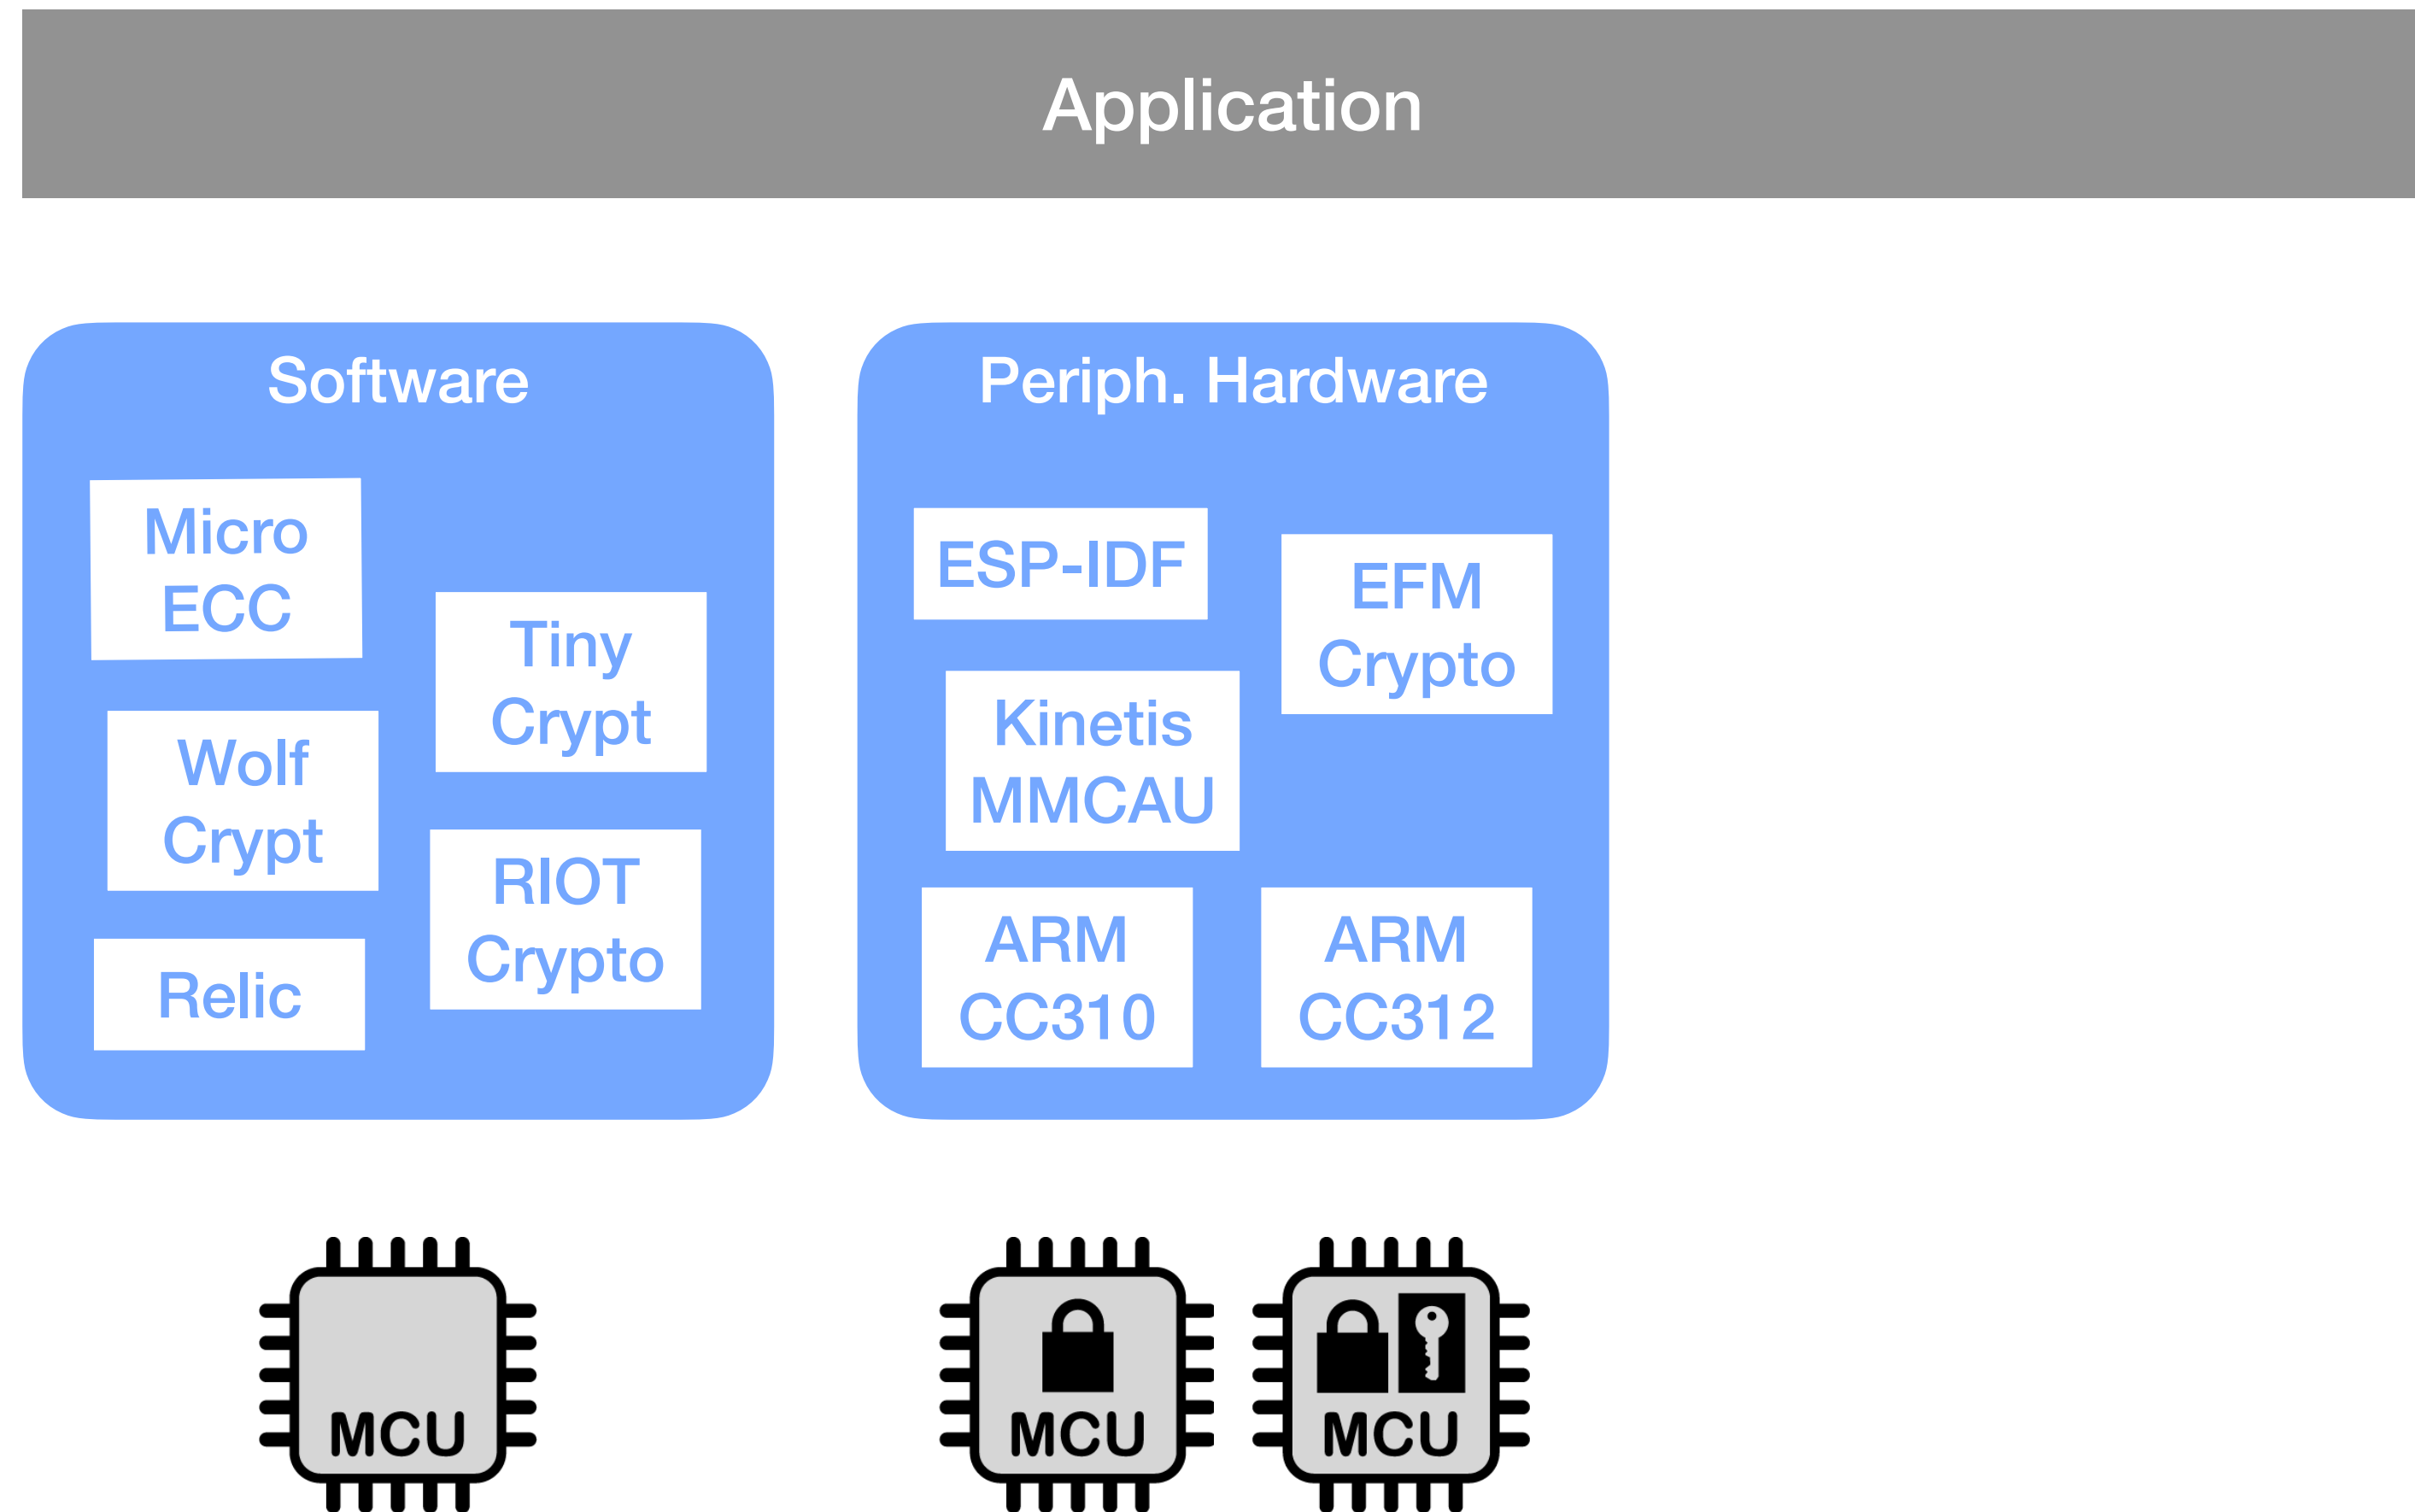 Application
Software
Micro
ECC
Tiny
Crypt
Wolf
Crypt
RIOT
Crypto
Relic
Periph. Hardware
ESP-IDF
EFM
Crypto
Kinetis
MMCAU
ARM
CC310
ARM
CC312
MCU
MCU
MCU